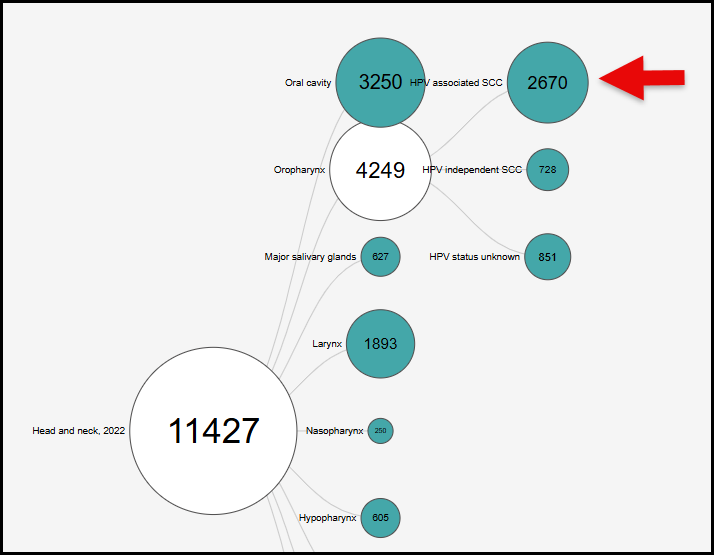 Oral cavity
3250
HPV associated SCC
2670
Oropharynx
4249
HPV independent SCC
728
Major salivary glands
627
HPV status unknown
851
Larynx
1893
Head and neck, 2022
11427
Nasopharynx
250
Hypopharynx
605